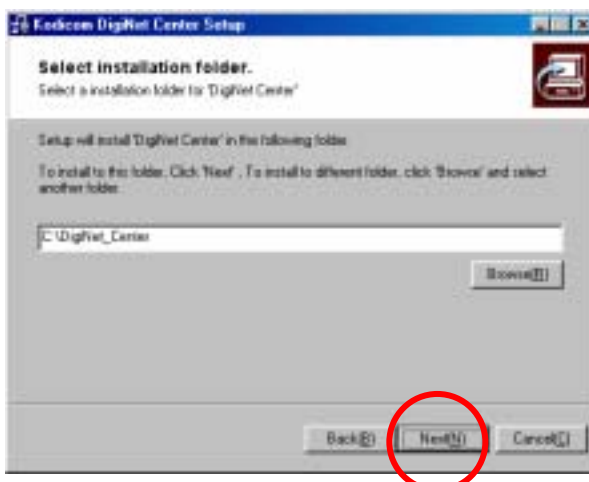 Kodicom DigiNet Center Setup
Select installation folder.
Select a installation folder for 'DigiNet Center'
Setup will install 'DigiNet Center' in the following folder.
To install to this folder, Click 'Next' , To install to different folder, click 'Browse' and select
another folder.
C:\DigiNet_Center
Browse(R)
Back(B)
Next(N)
Cancel(C)